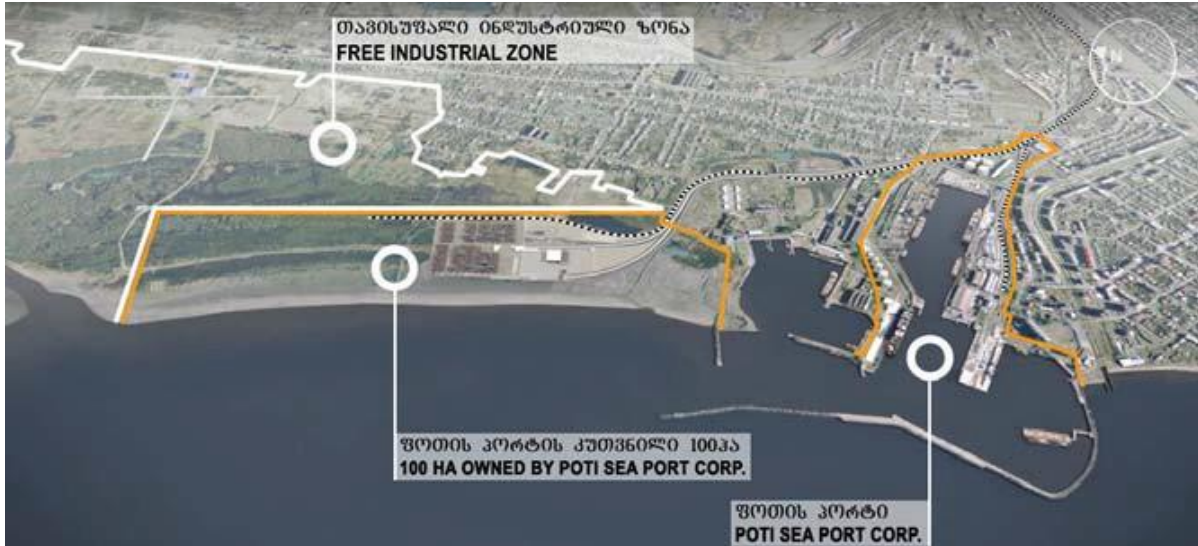 თავისუფალი ინდუსტრიული ზონა
FREE INDUSTRIAL ZONE
ფოთის პორტის კუთვნილი 100ჰა
100 HA OWNED BY POTI SEA PORT CORP.
ფოთის პორტი
POTI SEA PORT CORP.